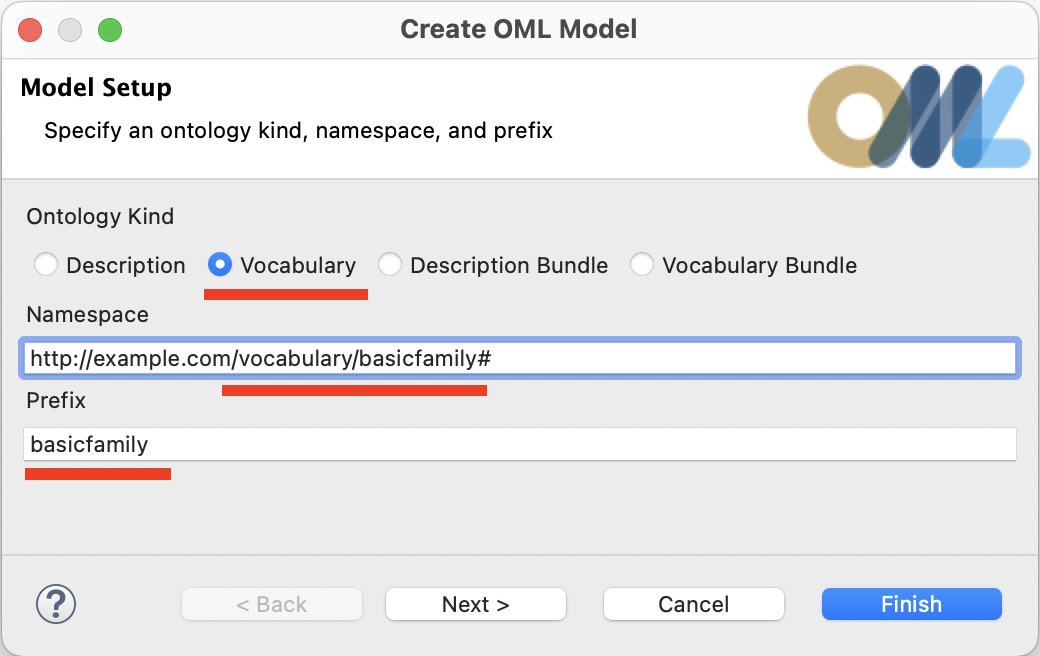 Create OML Model
Model Setup
Specify an ontology kind, namespace, and prefix
OML
Ontology Kind
Description Vocabulary Description Bundle Vocabulary Bundle
Namespace
http://example.com/vocabulary/basicfamily#
Prefix
basicfamily
? < Back Next > Cancel Finish